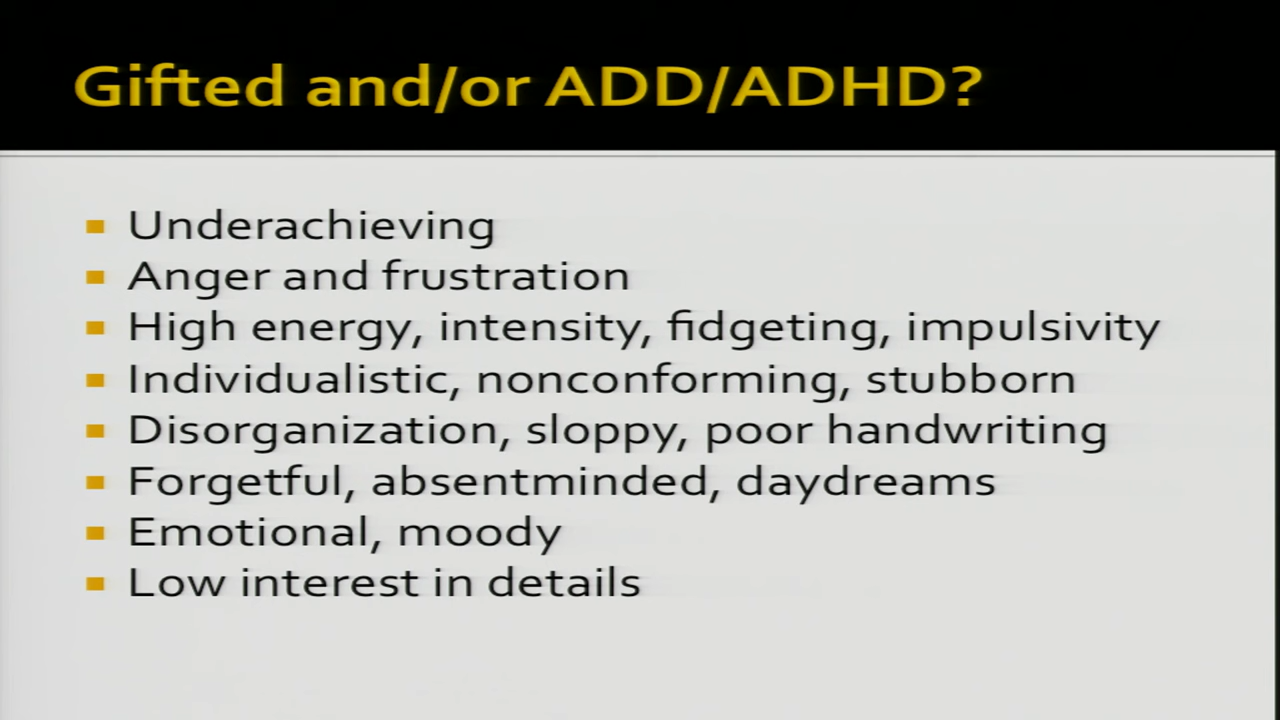 Gifted and/or ADD/ADHD?
Underachieving
Anger and frustration
High energy, intensity, fidgeting, impulsivity
Individualistic, nonconforming, stubborn
Disorganization, sloppy, poor handwriting
Forgetful, absentminded, daydreams
Emotional, moody
Low interest in details